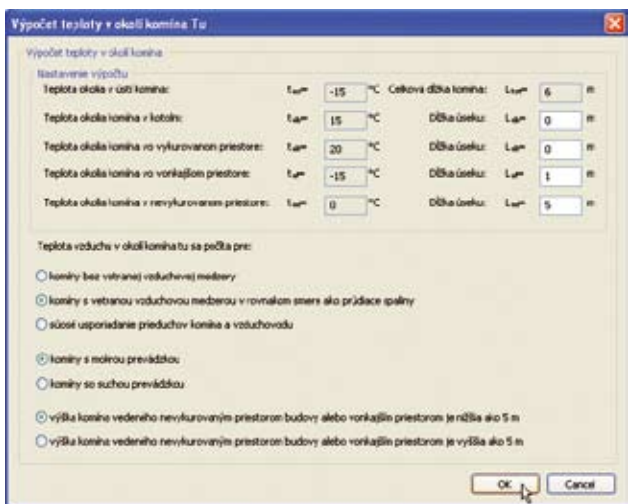 Výpočet teploty v okolí komína Tu
Výpočet teploty v okolí komína
Nastavenie výpočtu
Teplota okolia v ústí komína: -15 °C Celková dĺžka komína: 6 m
Teplota okolia komína v kotolni: 15 °C Dĺžka úseku: 0 m
Teplota okolia komína vo vykurovanom priestore: 20 °C Dĺžka úseku: 0 m
Teplota okolia komína vo vonkajšom priestore: -15 °C Dĺžka úseku: 1 m
Teplota okolia komína v nevykurovanom priestore: 0 °C Dĺžka úseku: 5 m
Teplota vzduchu v okolí komína tu sa počíta pre:
komíny bez vetranej vzduchovej medzery
komíny s vetranou vzduchovou medzerou v rovnakom smere ako prúdiace spaliny
súosé usporiadanie prieduchov komína a vzduchovodu
komíny s mokrou prevádzkou
komíny so suchou prevádzkou
výška komína vedeného nevykurovaným priestorom budovy alebo vonkajším priestorom je nižšia ako 5 m
výška komína vedeného nevykurovaným priestorom budovy alebo vonkajším priestorom je vyššia ako 5 m
OK Cancel